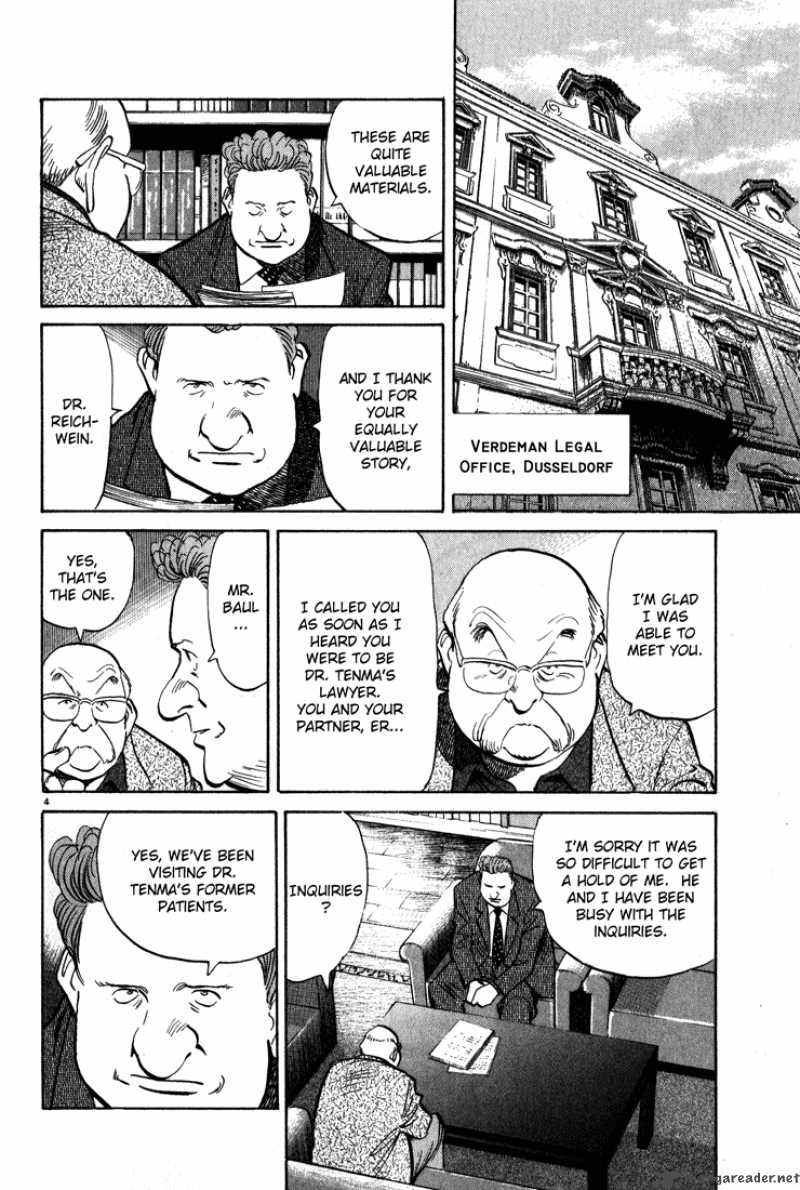 VERDEMAN LEGAL
OFFICE, DUSSELDORF
THESE ARE
QUITE
VALUABLE
MATERIALS.
AND I THANK
YOU FOR
YOUR
EQUALLY
VALUABLE
STORY,
DR.
REICH-
WEIN.
I'M GLAD
I WAS
ABLE TO
MEET YOU.
I CALLED YOU
AS SOON AS I
HEARD YOU
WERE TO BE
DR. TENMA'S
LAWYER.
YOU AND YOUR
PARTNER, ER...
MR.
BAUL
...
YES,
THAT'S
THE ONE.
4
I'M SORRY IT WAS
SO DIFFICULT TO GET
A HOLD OF ME. HE
AND I HAVE BEEN
BUSY WITH THE
INQUIRIES.
INQUIRIES
?
YES, WE'VE BEEN
VISITING DR.
TENMA'S FORMER
PATIENTS.
gareader.net